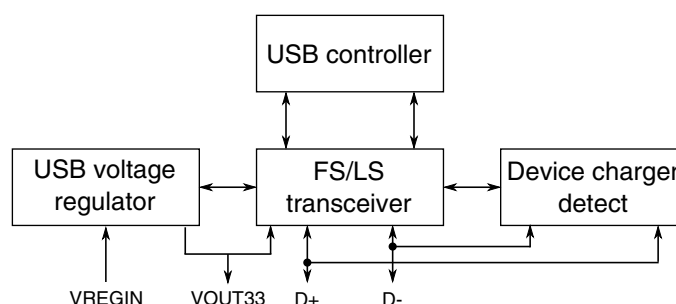 USB controller
USB voltage
regulator
FS/LS
transceiver
Device charger
detect
VREGIN
VOUT33
D+
D-